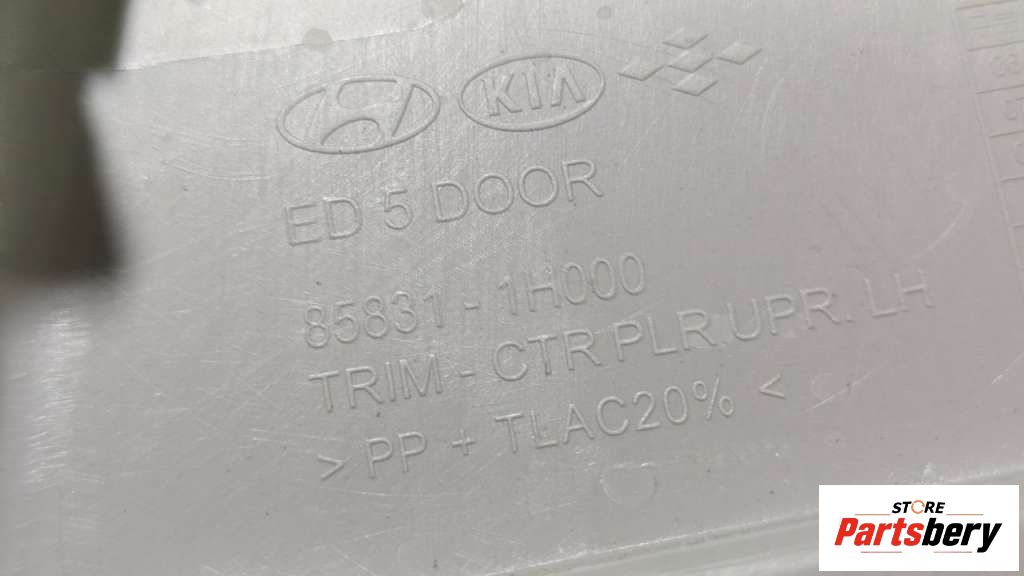 KIA
ED 5 DOOR
85831 - 1H000
TRIM - CTR PLR UPR. LH
> PP + TLAC20% <
STORE
Partsbery